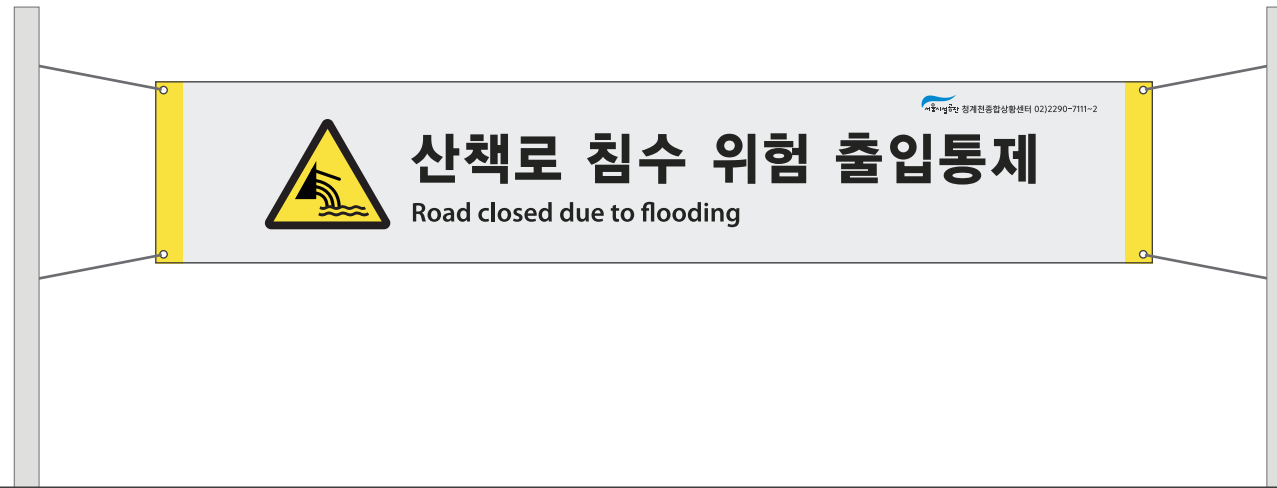 서울시설공단 청계천종합상황센터 02)2290-7111~2
산책로 침수 위험 출입통제
Road closed due to flooding